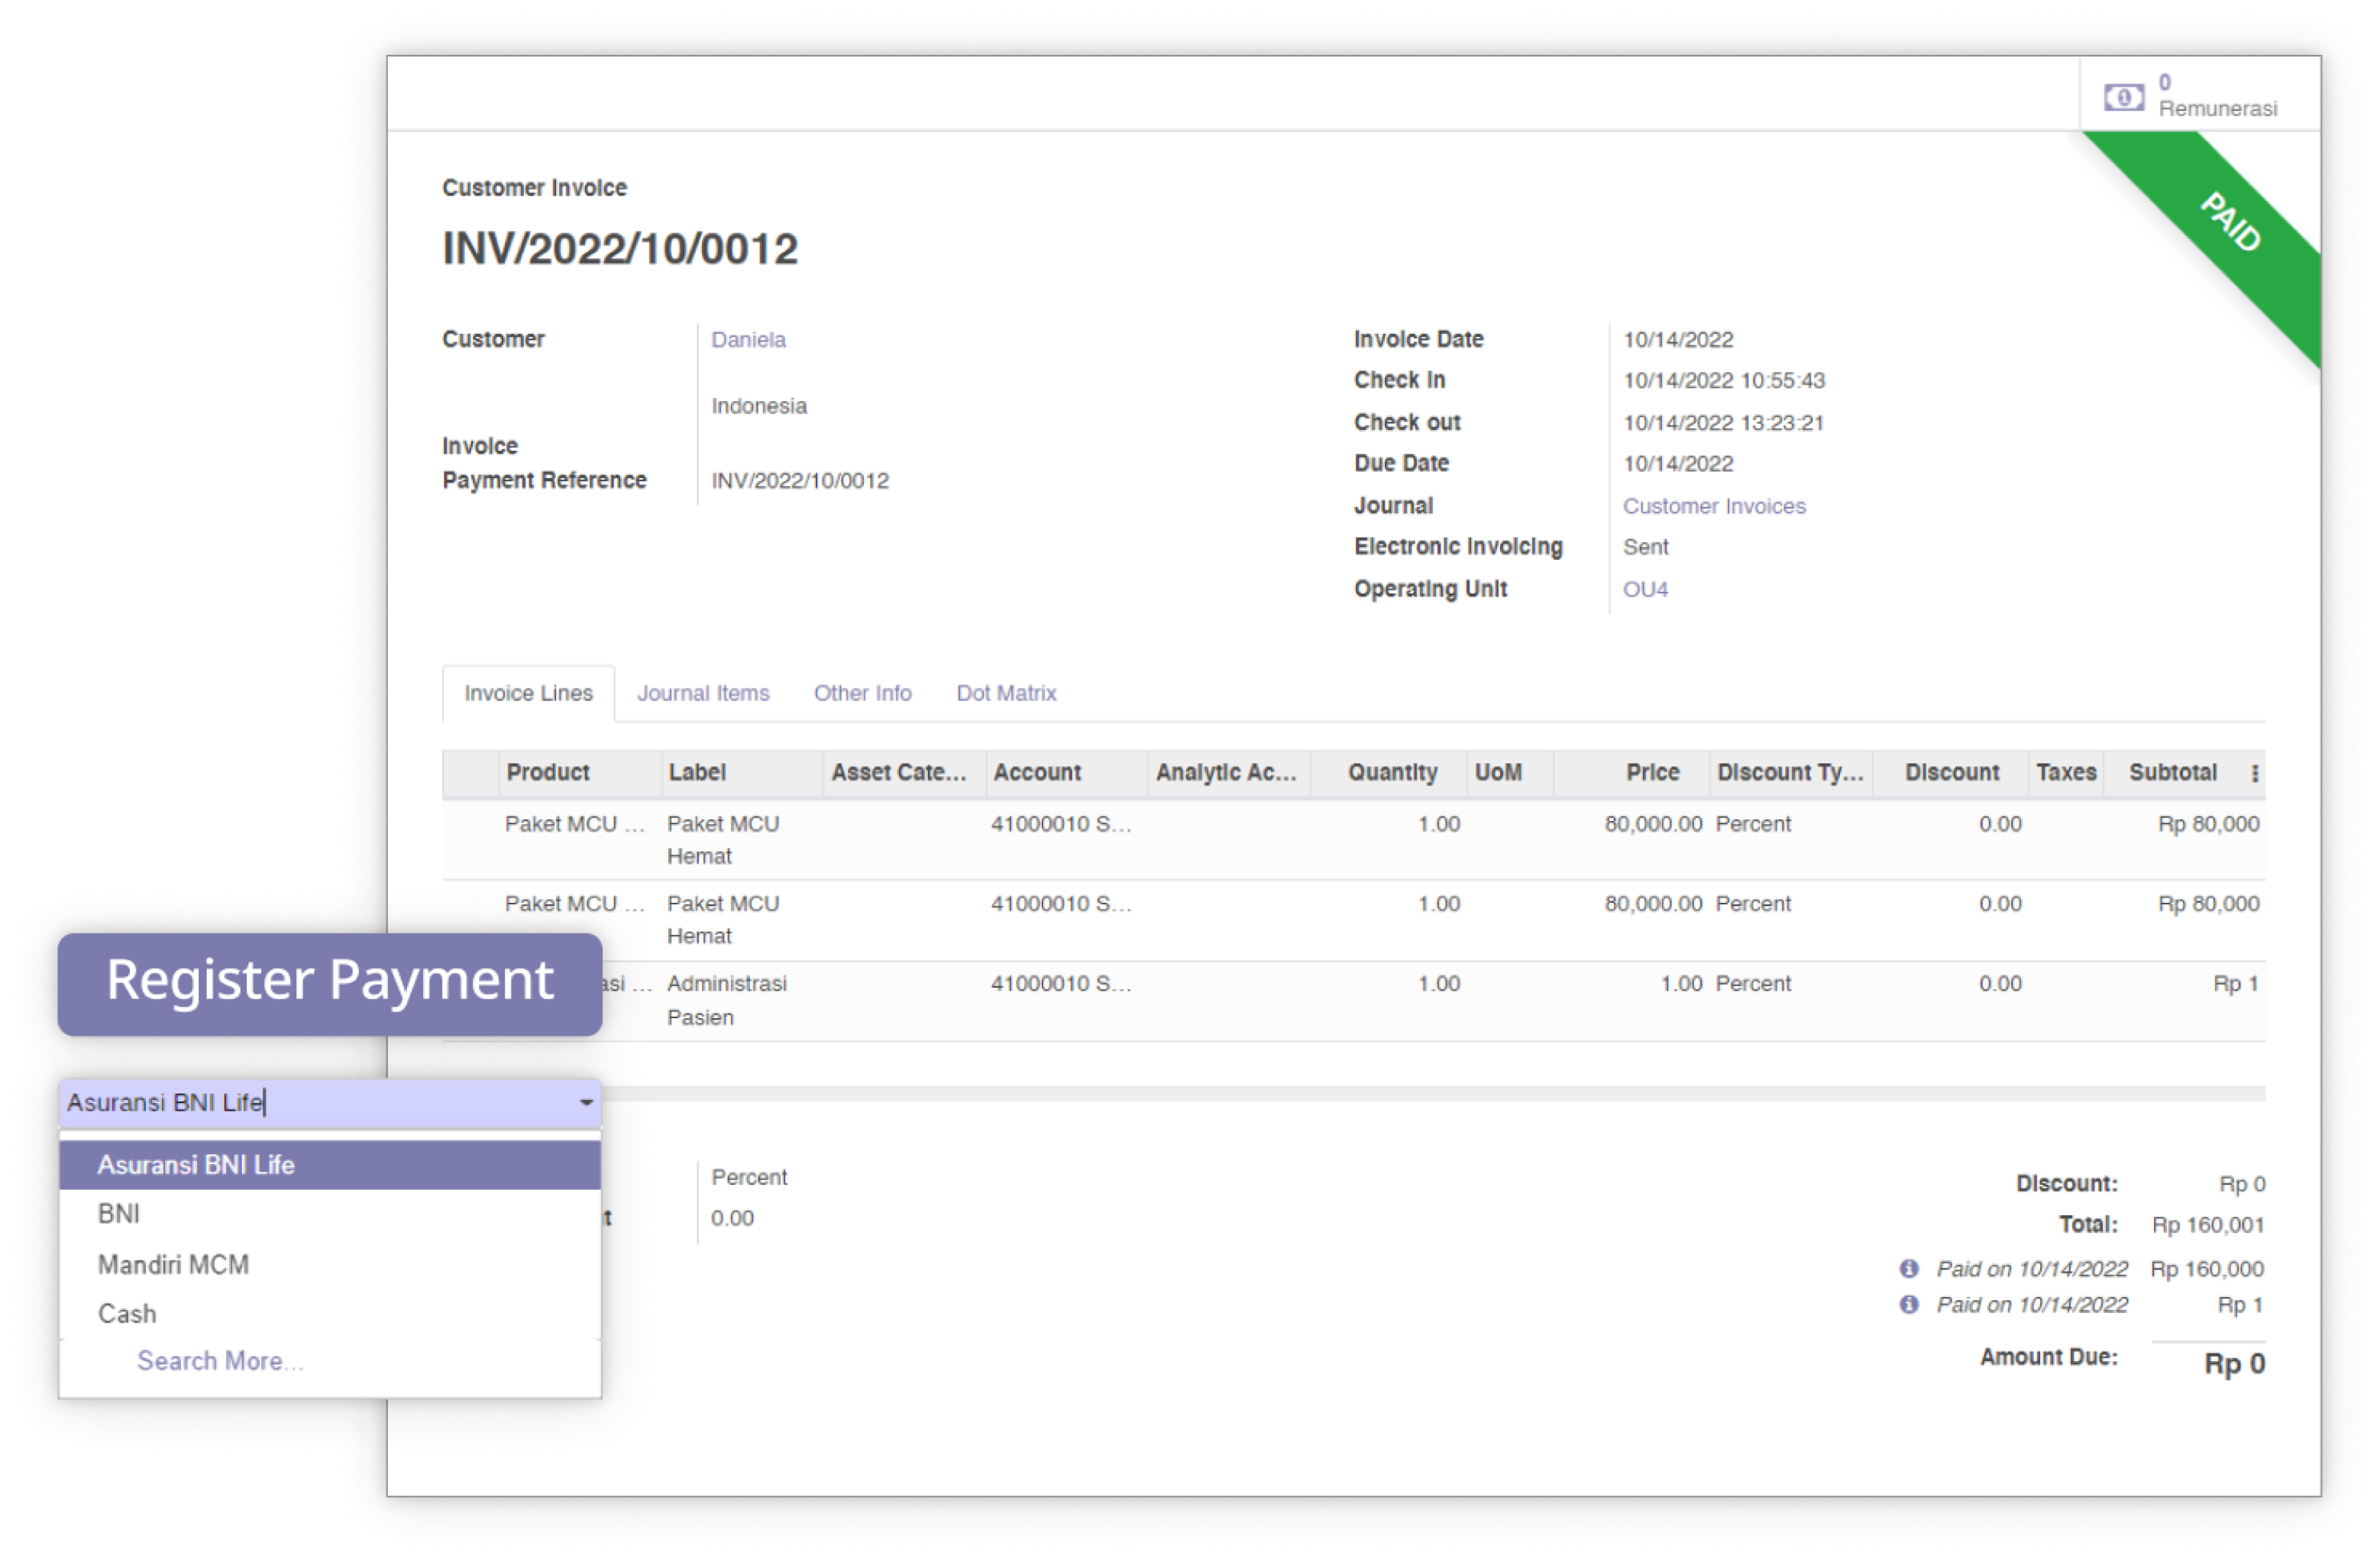 0
Remunerasi
PAID
Customer Invoice
INV/2022/10/0012
Customer Daniela
Indonesia
Invoice
Payment Reference INV/2022/10/0012
Invoice Date 10/14/2022
Check In 10/14/2022 10:55:43
Check out 10/14/2022 13:23:21
Due Date 10/14/2022
Journal Customer Invoices
Electronic Invoicing Sent
Operating Unit OU4
Invoice Lines Journal Items Other Info Dot Matrix
Product Label Asset Cate... Account Analytic Ac... Quantity UoM Price Discount Ty... Discount Taxes Subtotal
Paket MCU ... Paket MCU 41000010 S... 1.00 80,000.00 Percent 0.00 Rp 80,000
Hemat
Paket MCU ... Paket MCU 41000010 S... 1.00 80,000.00 Percent 0.00 Rp 80,000
Hemat
asi ... Administrasi 41000010 S... 1.00 1.00 Percent 0.00 Rp 1
Pasien
Register Payment
Asuransi BNI Life
Asuransi BNI Life
BNI
Mandiri MCM
Cash
Search More...
Percent
t 0.00
Discount: Rp 0
Total: Rp 160,001
Paid on 10/14/2022 Rp 160,000
Paid on 10/14/2022 Rp 1
Amount Due: Rp 0